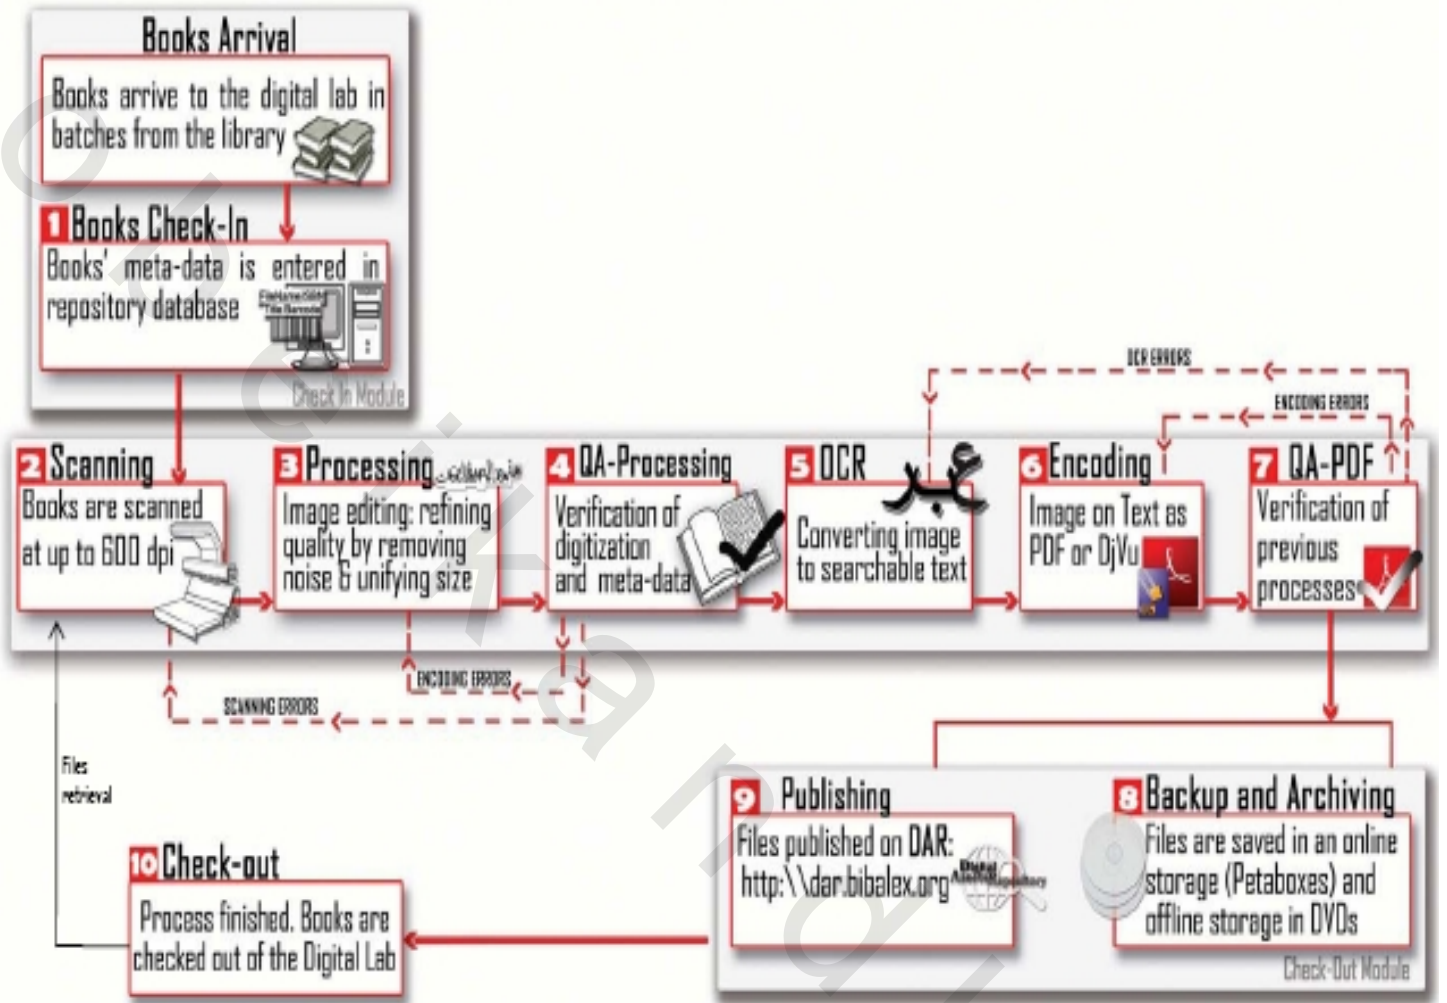 Books Arrival
Books arrive to the digital lab in
batches from the library
1 Books Check-In
Books' meta-data is entered in
repository database
Title Barcode
Check In Module
OCR ERRORS
ENCODING ERRORS
2 Scanning
Books are scanned
at up to 600 dpi
3 Processing
Image editing: refining
quality by removing
noise & unifying size
4 QA-Processing
Verification of
digitization
and meta-data
5 OCR
عبد
Converting image
to searchable text
6 Encoding
Image on Text as
PDF or DjVu
7 QA-PDF
Verification of
previous
processes
ENCODING ERRORS
SCANNING ERRORS
Files
retrieval
9 Publishing
Files published on DAR:
http:\\dar.bibalex.org
Digital
Assets Repository
8 Backup and Archiving
Files are saved in an online
storage (Petaboxes) and
offline storage in DVDs
Check-Out Module
10 Check-out
Process finished. Books are
checked out of the Digital Lab